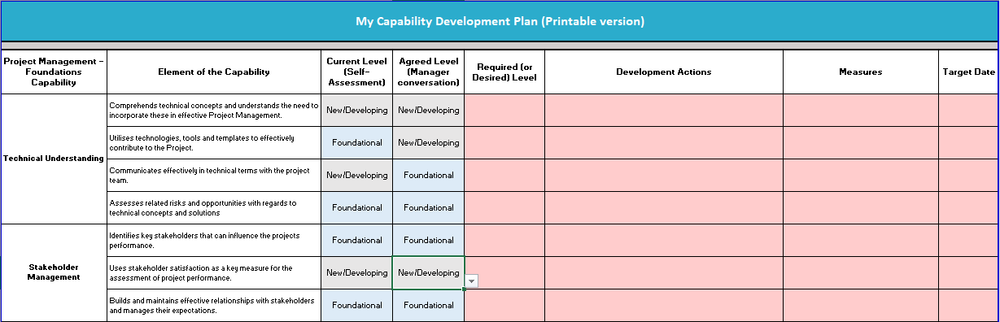 My Capability Development Plan (Printable version)
Project Management –
Foundations
Capability
Element of the Capability
Current Level
(Self-
Assessment)
Agreed Level
(Manager
conversation)
Required (or
Desired) Level
Development Actions
Measures
Target Date
Technical Understanding
Comprehends technical concepts and understands the need to
incorporate these in effective Project Management.
New/Developing
New/Developing
Utilises technologies, tools and templates to effectively
contribute to the Project.
Foundational
New/Developing
Communicates effectively in technical terms with the project
team.
New/Developing
Foundational
Assesses related risks and opportunities with regards to
technical concepts and solutions
Foundational
Foundational
Stakeholder
Management
Identifies key stakeholders that can influence the projects
performance.
Foundational
Foundational
Uses stakeholder satisfaction as a key measure for the
assessment of project performance.
New/Developing
New/Developing
Builds and maintains effective relationships with stakeholders
and manages their expectations.
Foundational
Foundational